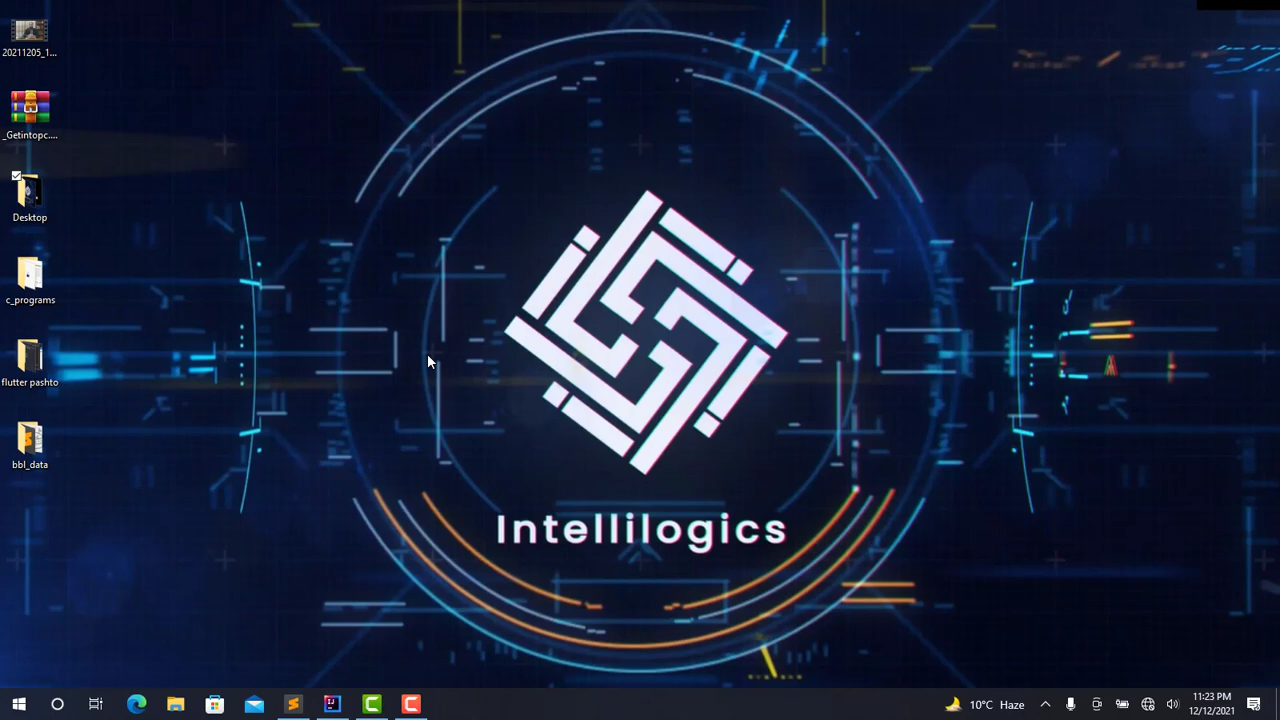 20211205_1...
_Getintopc....
Desktop
c_programs
flutter pashto
bbl_data
Intellilogics
10°C Haze
11:23 PM
12/12/2021